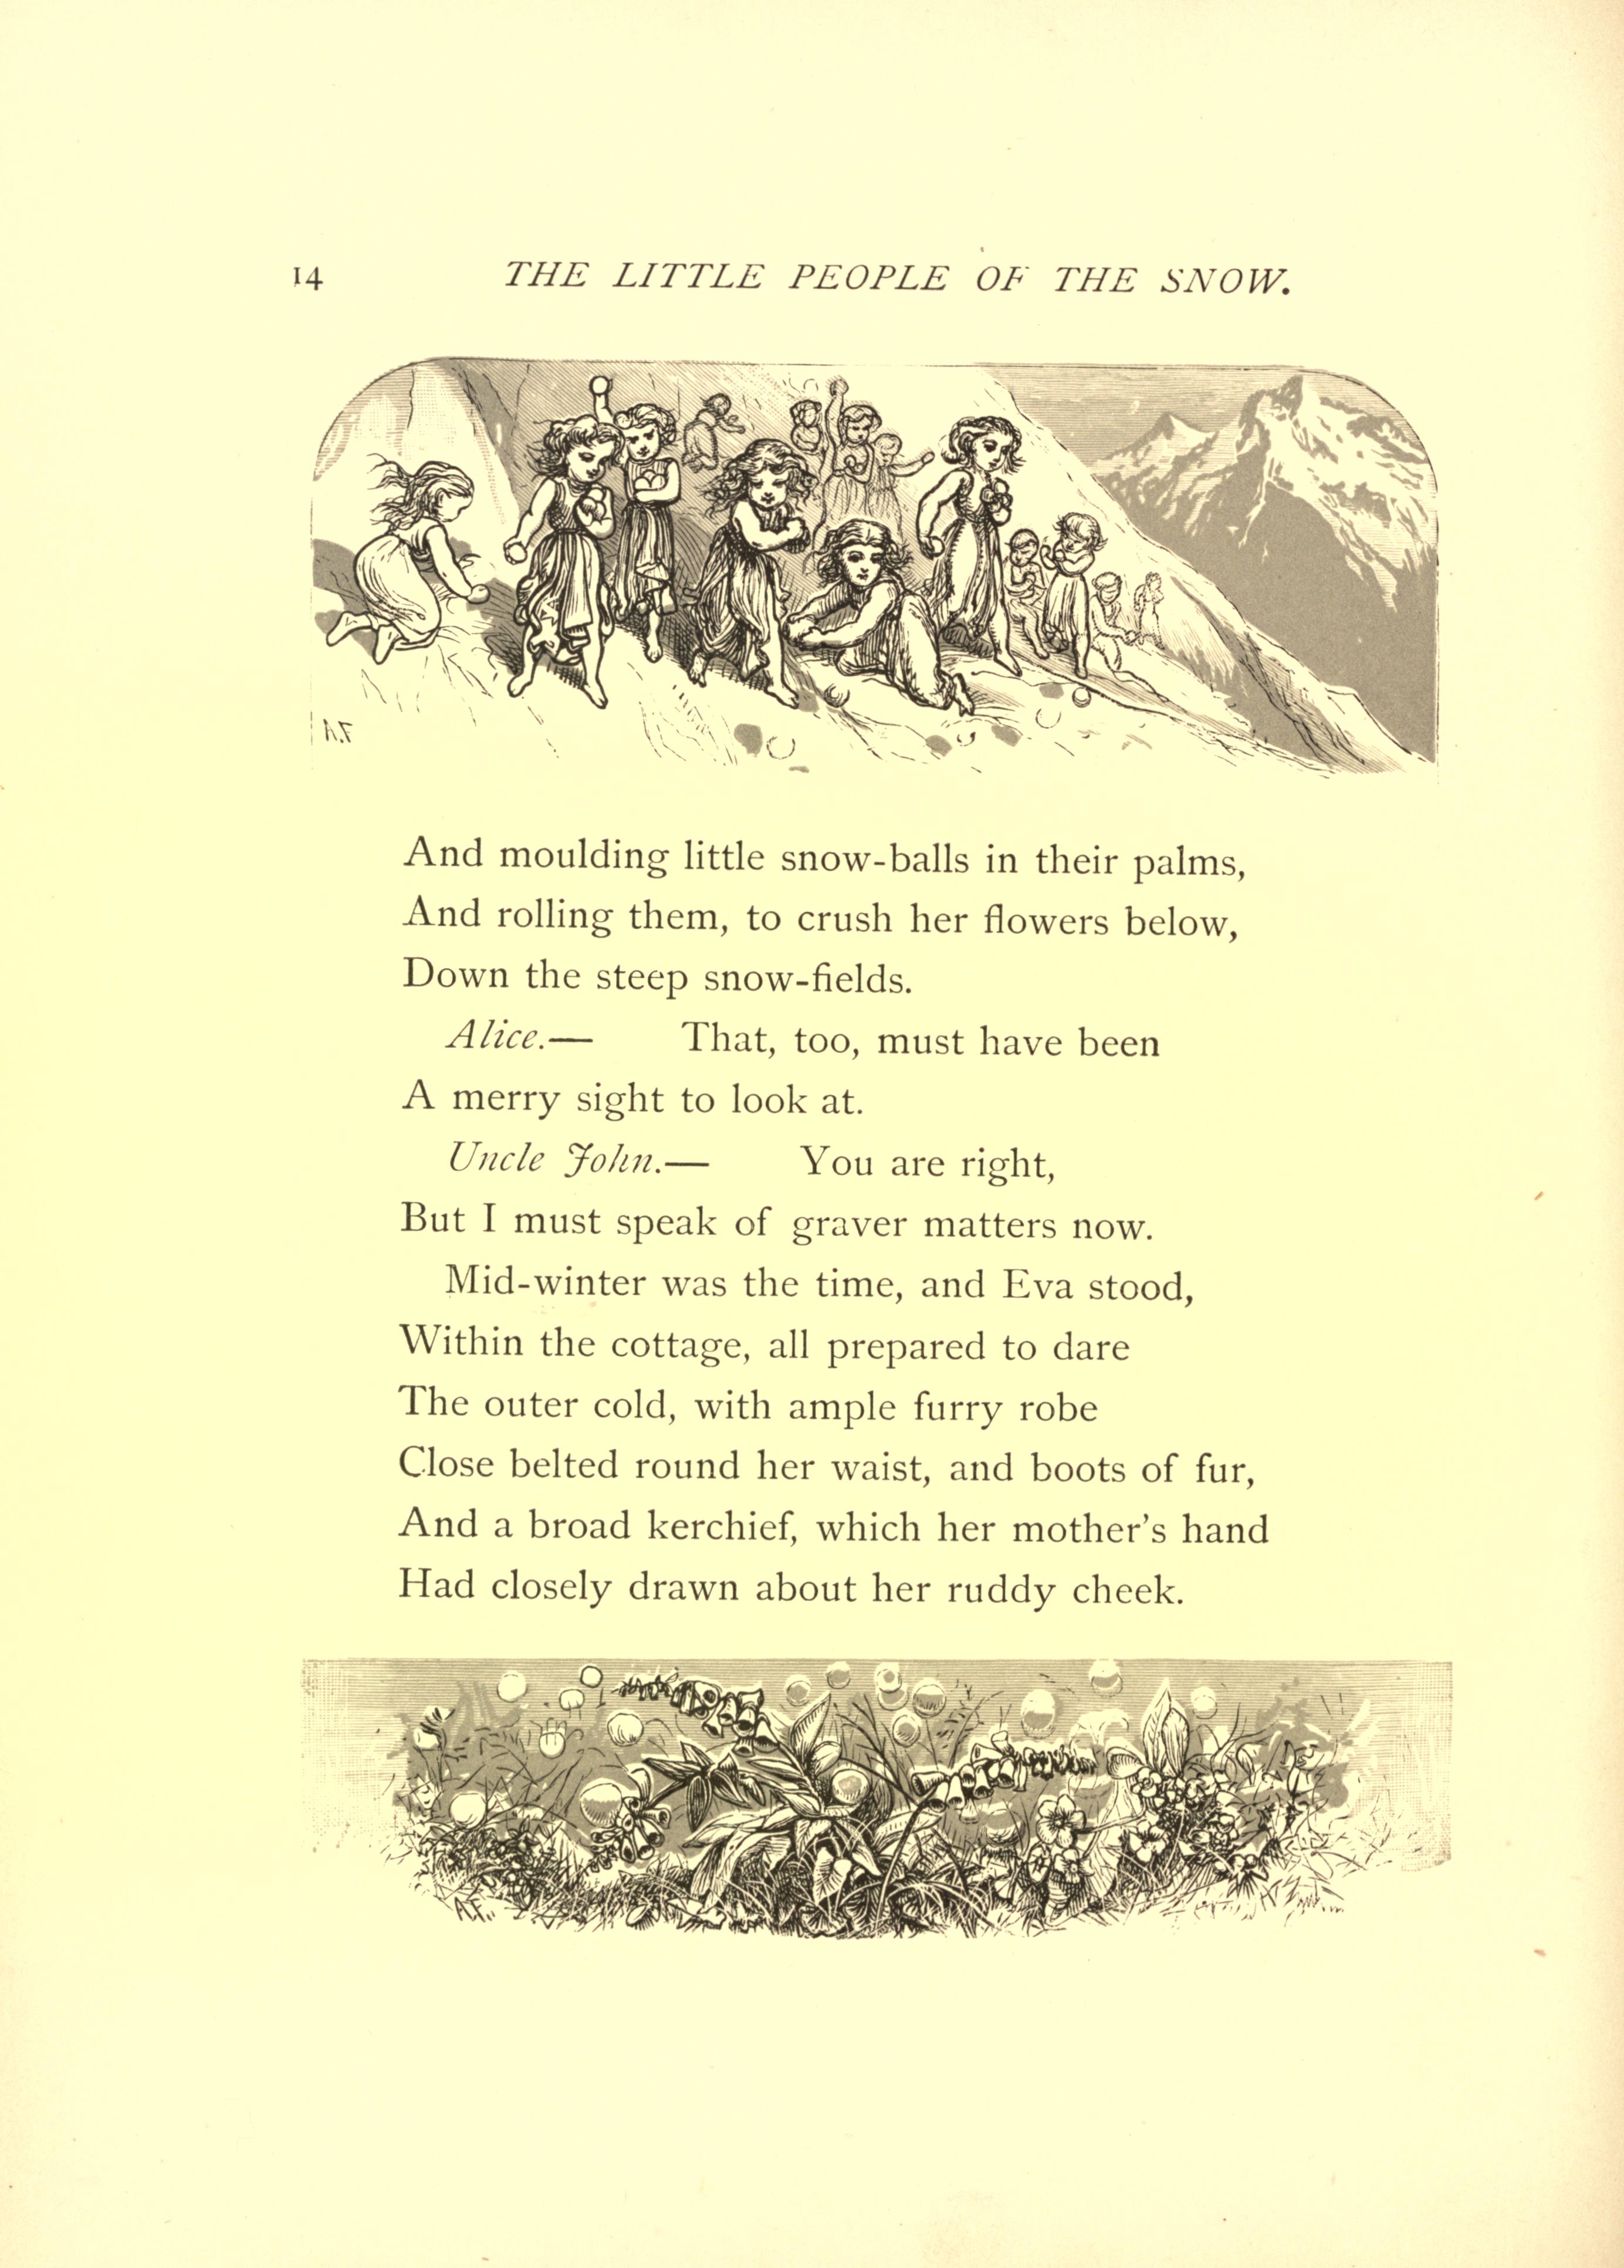 14 THE LITTLE PEOPLE OF THE SNOW.
A.F.
And moulding little snow-balls in their palms,
And rolling them, to crush her flowers below,
Down the steep snow-fields.
Alice.— That, too, must have been
A merry sight to look at.
Uncle John.— You are right,
But I must speak of graver matters now.
Mid-winter was the time, and Eva stood,
Within the cottage, all prepared to dare
The outer cold, with ample furry robe
Close belted round her waist, and boots of fur,
And a broad kerchief, which her mother's hand
Had closely drawn about her ruddy cheek.
A.F.